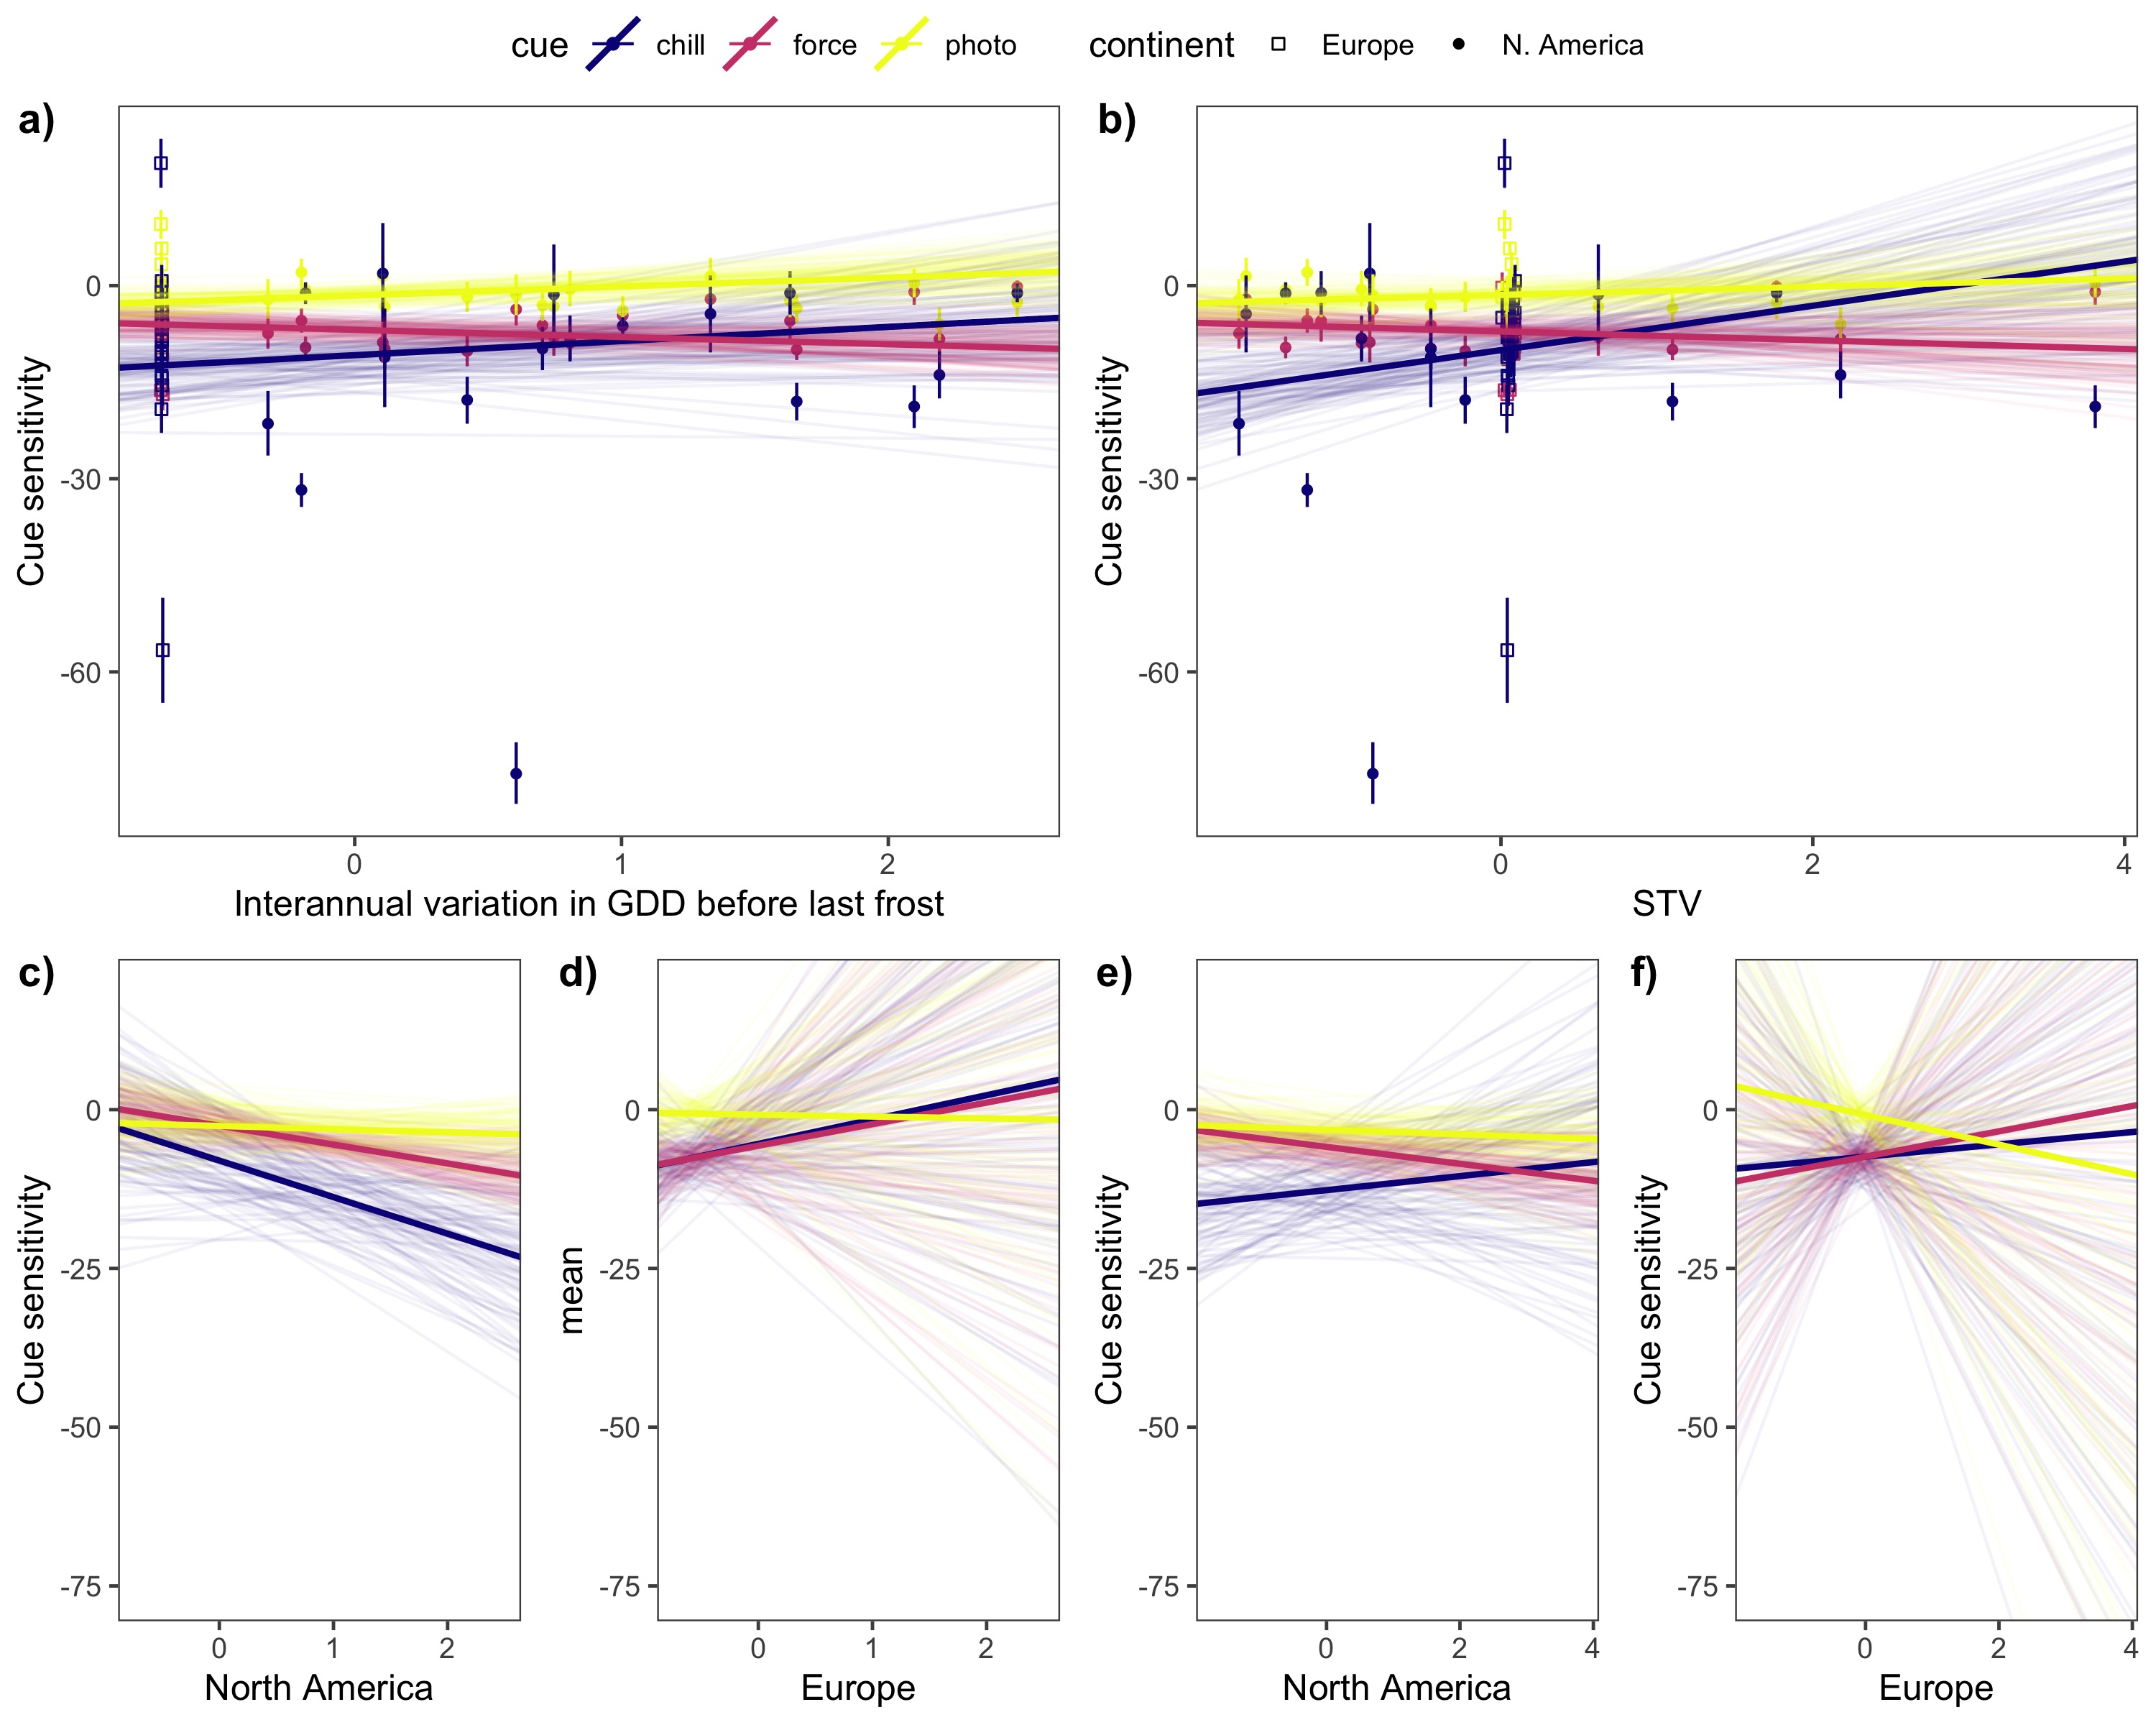 cue chill force photo continent Europe N. America
a)
Cue sensitivity
0
-30
-60
0 1 2
Interannual variation in GDD before last frost
b)
Cue sensitivity
0
-30
-60
0 2 4
STV
c)
Cue sensitivity
0
-25
-50
-75
0 1 2
North America
d)
mean
0
-25
-50
-75
0 1 2
Europe
e)
Cue sensitivity
0
-25
-50
-75
0 2 4
North America
f)
Cue sensitivity
0
-25
-50
-75
0 2 4
Europe